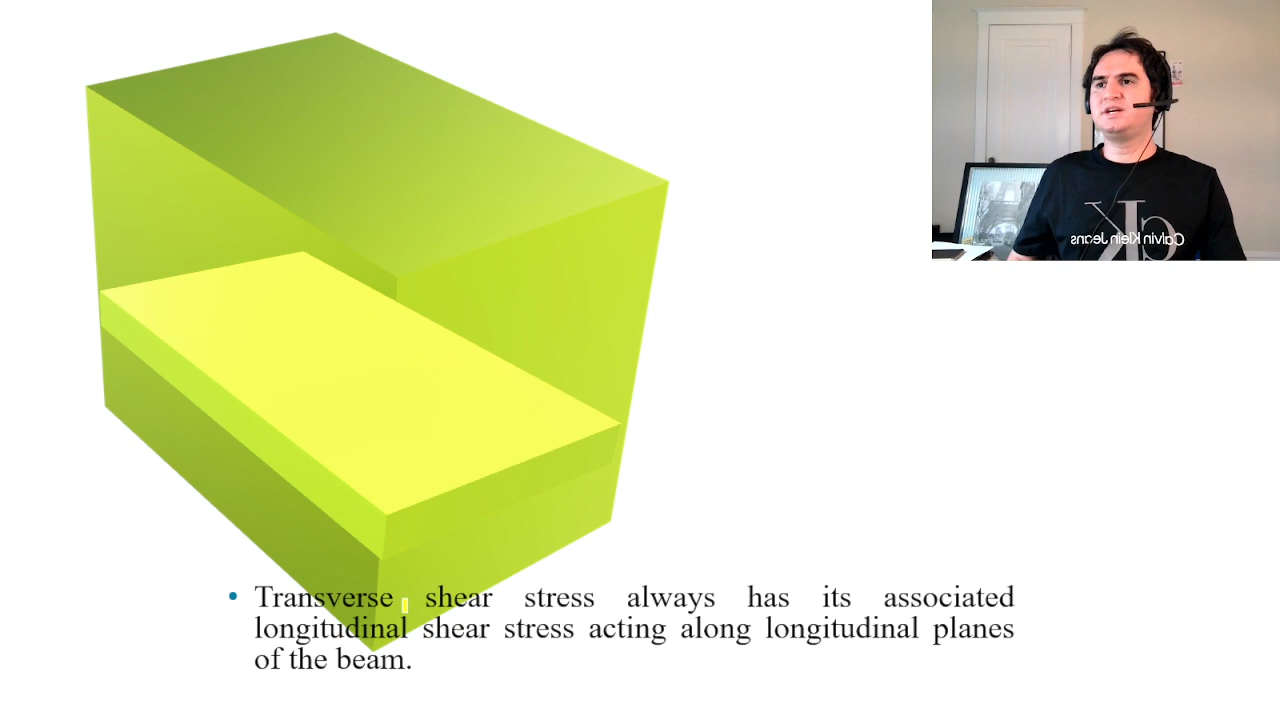 CK
Calvin Klein Jeans
• Transverse shear stress always has its associated
longitudinal shear stress acting along longitudinal planes
of the beam.